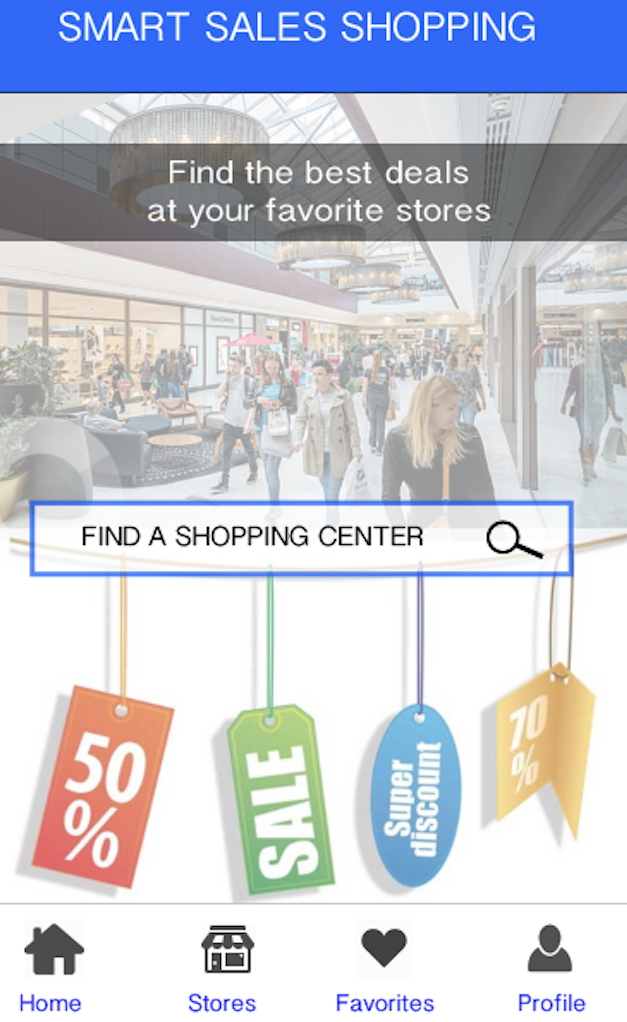 SMART SALES SHOPPING
Find the best deals
at your favorite stores
FIND A SHOPPING CENTER
50
%
SALE
Super
discount
70
%
Home
Stores
Favorites
Profile